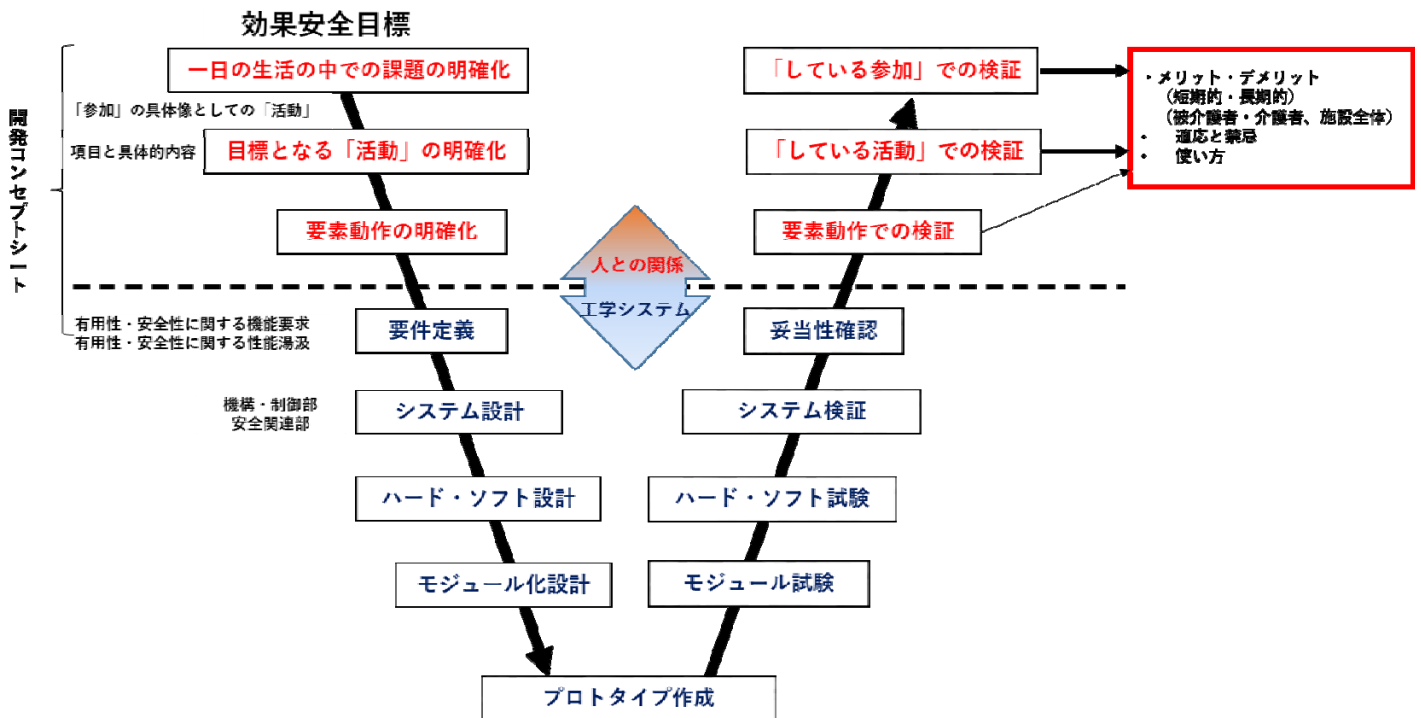 効果安全目標
一日の生活の中での課題の明確化
「参加」の具体像としての「活動」
項目と具体的内容
目標となる「活動」の明確化
要素動作の明確化
開発コンセプトシート
有用性・安全性に関する機能要求
有用性・安全性に関する性能湯汲
要件定義
機構・制御部
安全関連部
システム設計
ハード・ソフト設計
モジュール化設計
プロトタイプ作成
人との関係
工学システム
「している参加」での検証
「している活動」での検証
要素動作での検証
妥当性確認
システム検証
ハード・ソフト試験
モジュール試験
・メリット・デメリット
（短期的・長期的）
（被介護者・介護者、施設全体）
・ 適応と禁忌
・ 使い方